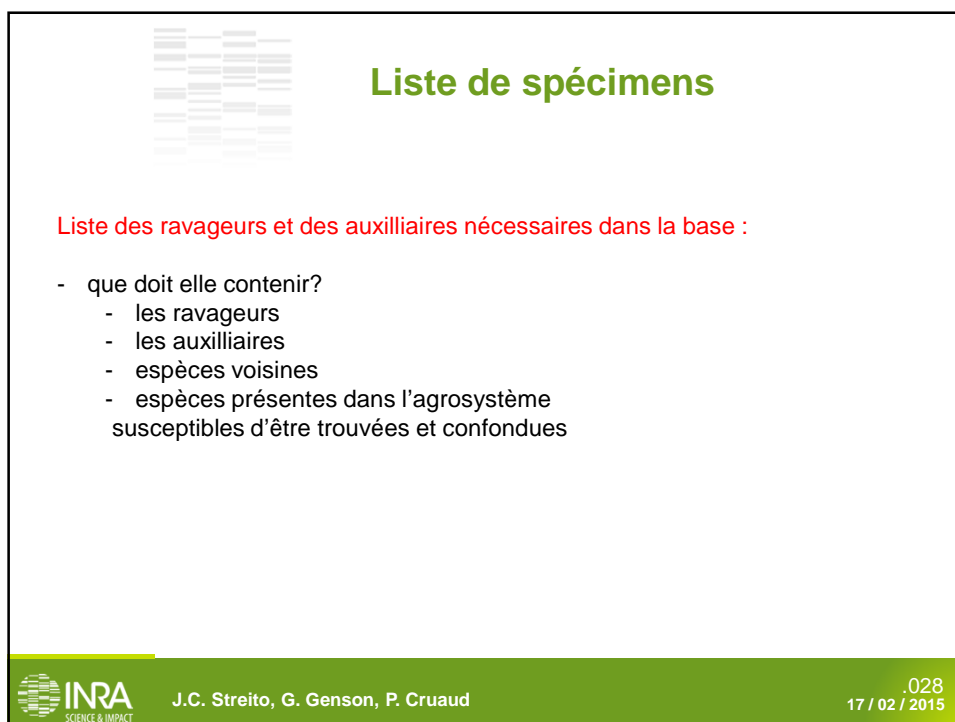 Liste de spécimens
Liste des ravageurs et des auxilliaires nécessaires dans la base :
- que doit elle contenir?
- les ravageurs
- les auxilliaires
- espèces voisines
- espèces présentes dans l'agrosystème
susceptibles d'être trouvées et confondues
INRA
SCIENCE & IMPACT
J.C. Streito, G. Genson, P. Cruaud
.028
17 / 02 / 2015